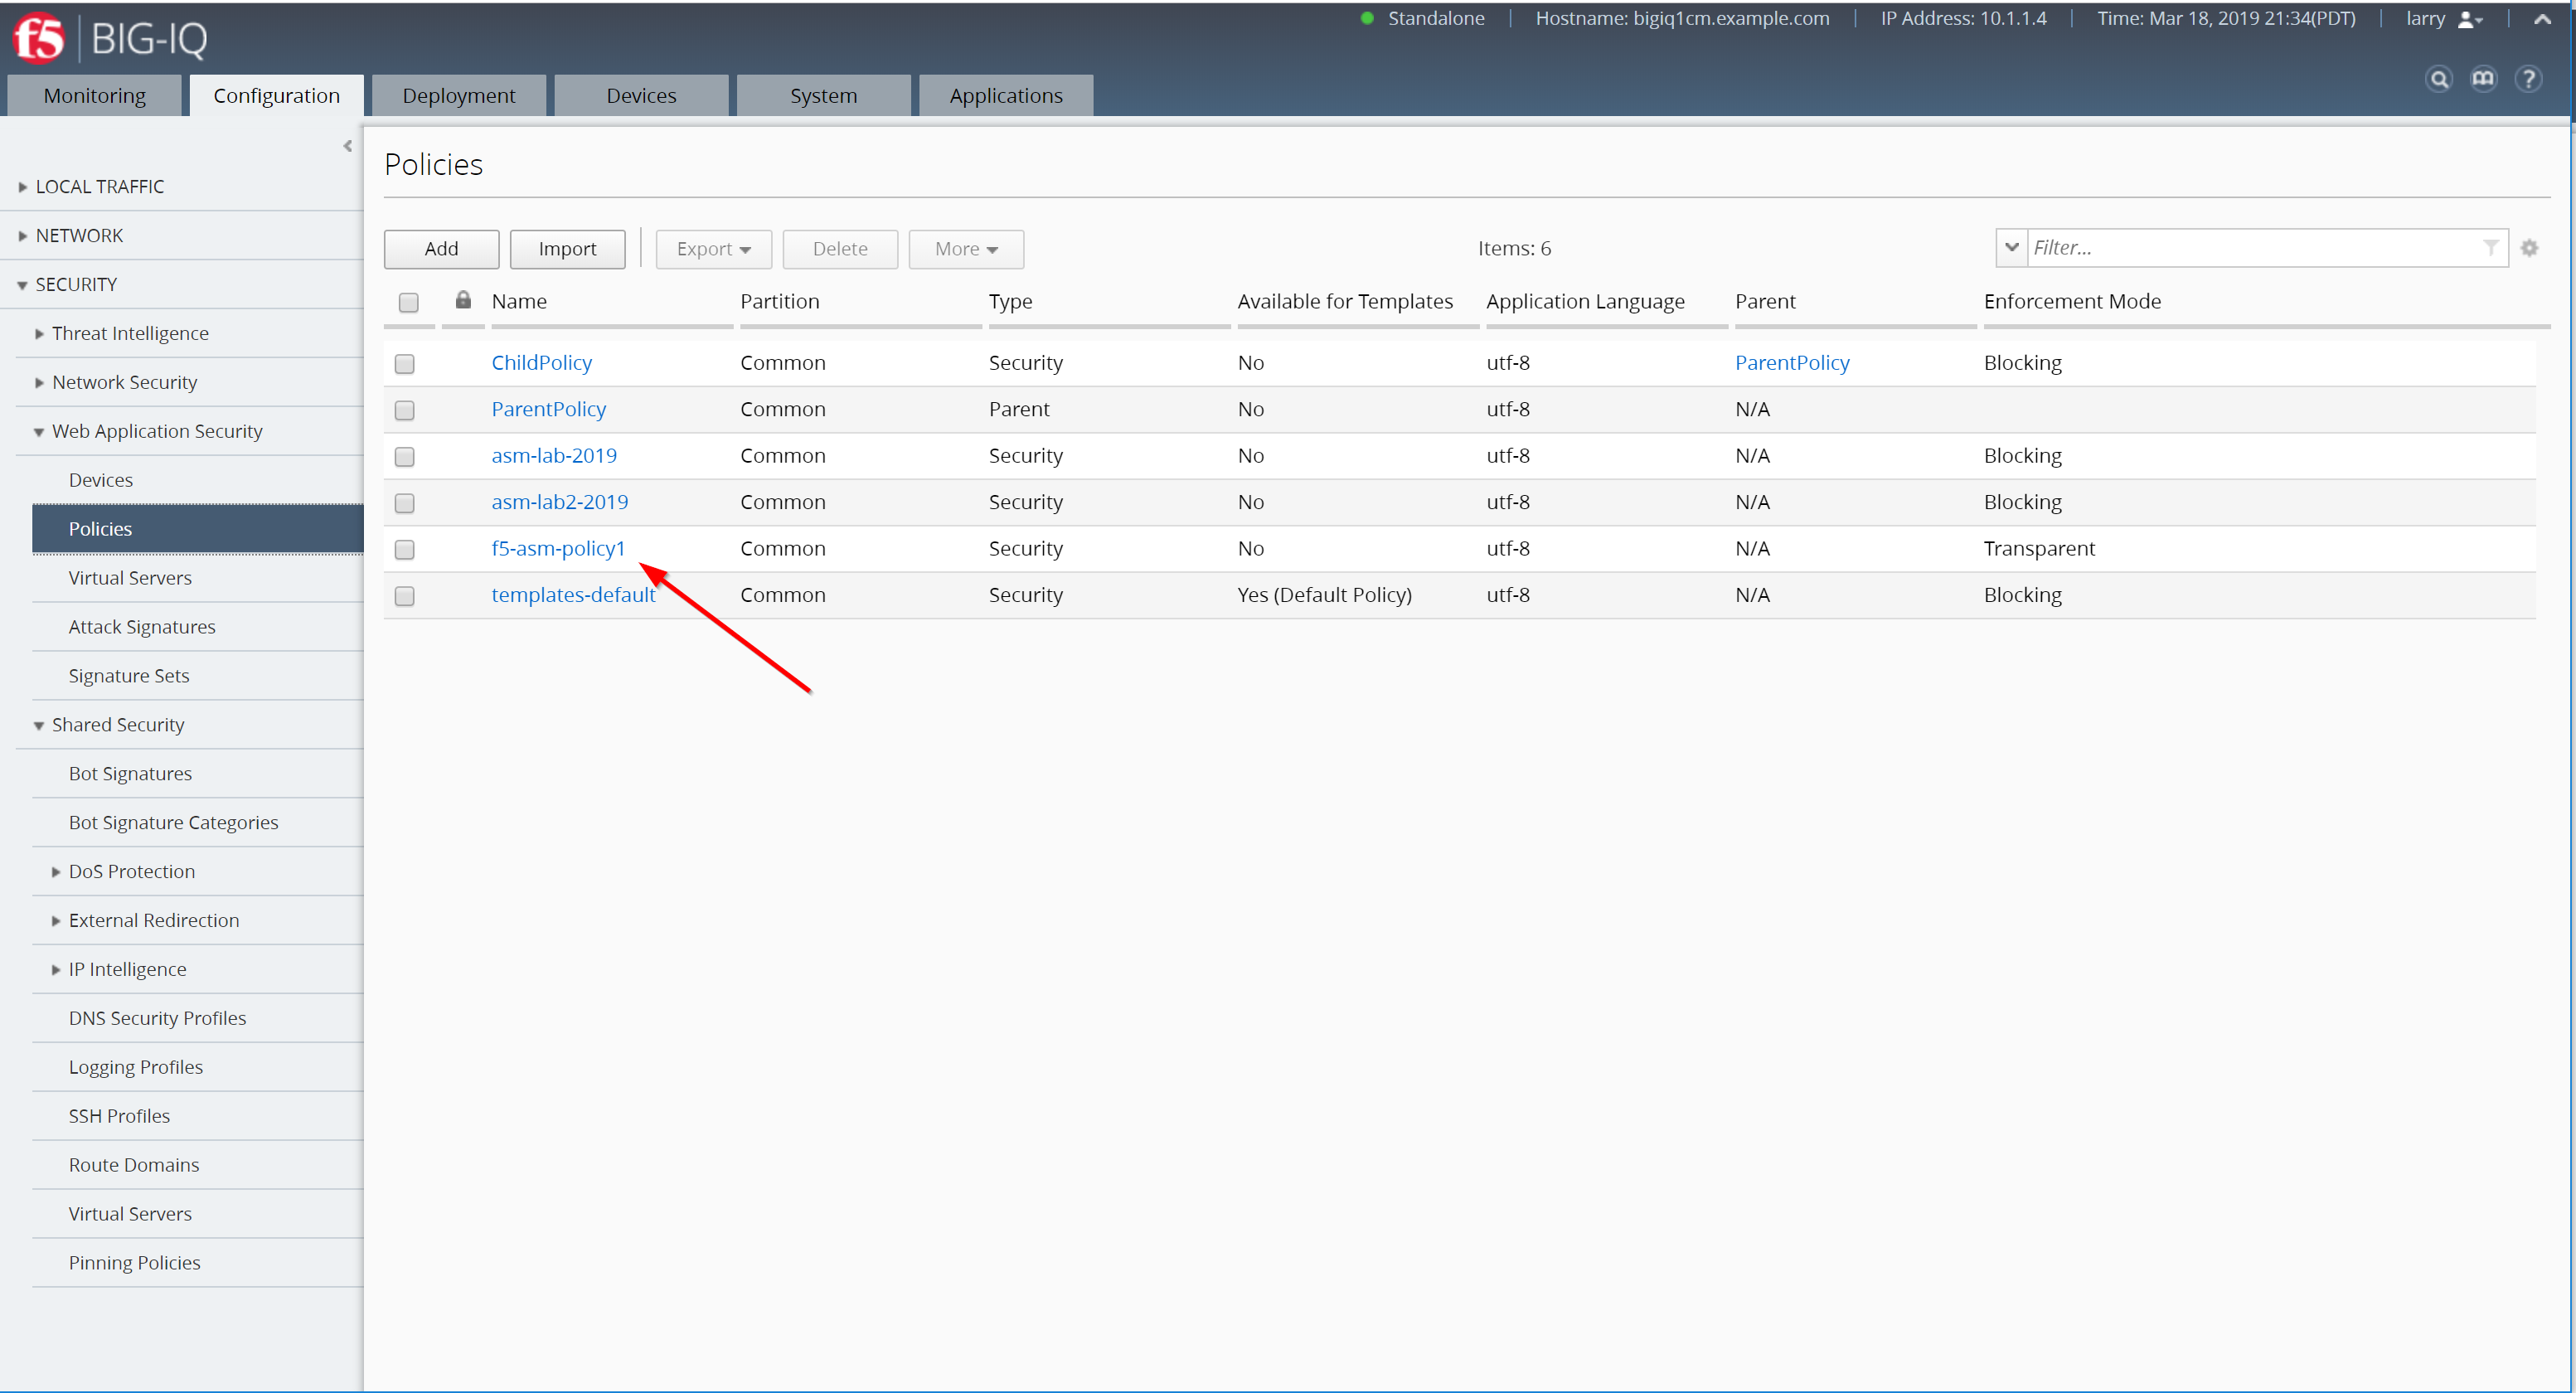 f5 BIG-IQ
Standalone Hostname: bigiq1cm.example.com IP Address: 10.1.1.4 Time: Mar 18, 2019 21:34(PDT) larry
Monitoring Configuration Deployment Devices System Applications
LOCAL TRAFFIC
NETWORK
SECURITY
Threat Intelligence
Network Security
Web Application Security
Devices
Policies
Virtual Servers
Attack Signatures
Signature Sets
Shared Security
Bot Signatures
Bot Signature Categories
DoS Protection
External Redirection
IP Intelligence
DNS Security Profiles
Logging Profiles
SSH Profiles
Route Domains
Virtual Servers
Pinning Policies
Policies
Add Import Export Delete More Items: 6 Filter...
Name Partition Type Available for Templates Application Language Parent Enforcement Mode
ChildPolicy Common Security No utf-8 ParentPolicy Blocking
ParentPolicy Common Parent No utf-8 N/A
asm-lab-2019 Common Security No utf-8 N/A Blocking
asm-lab2-2019 Common Security No utf-8 N/A Blocking
f5-asm-policy1 Common Security No utf-8 N/A Transparent
templates-default Common Security Yes (Default Policy) utf-8 N/A Blocking